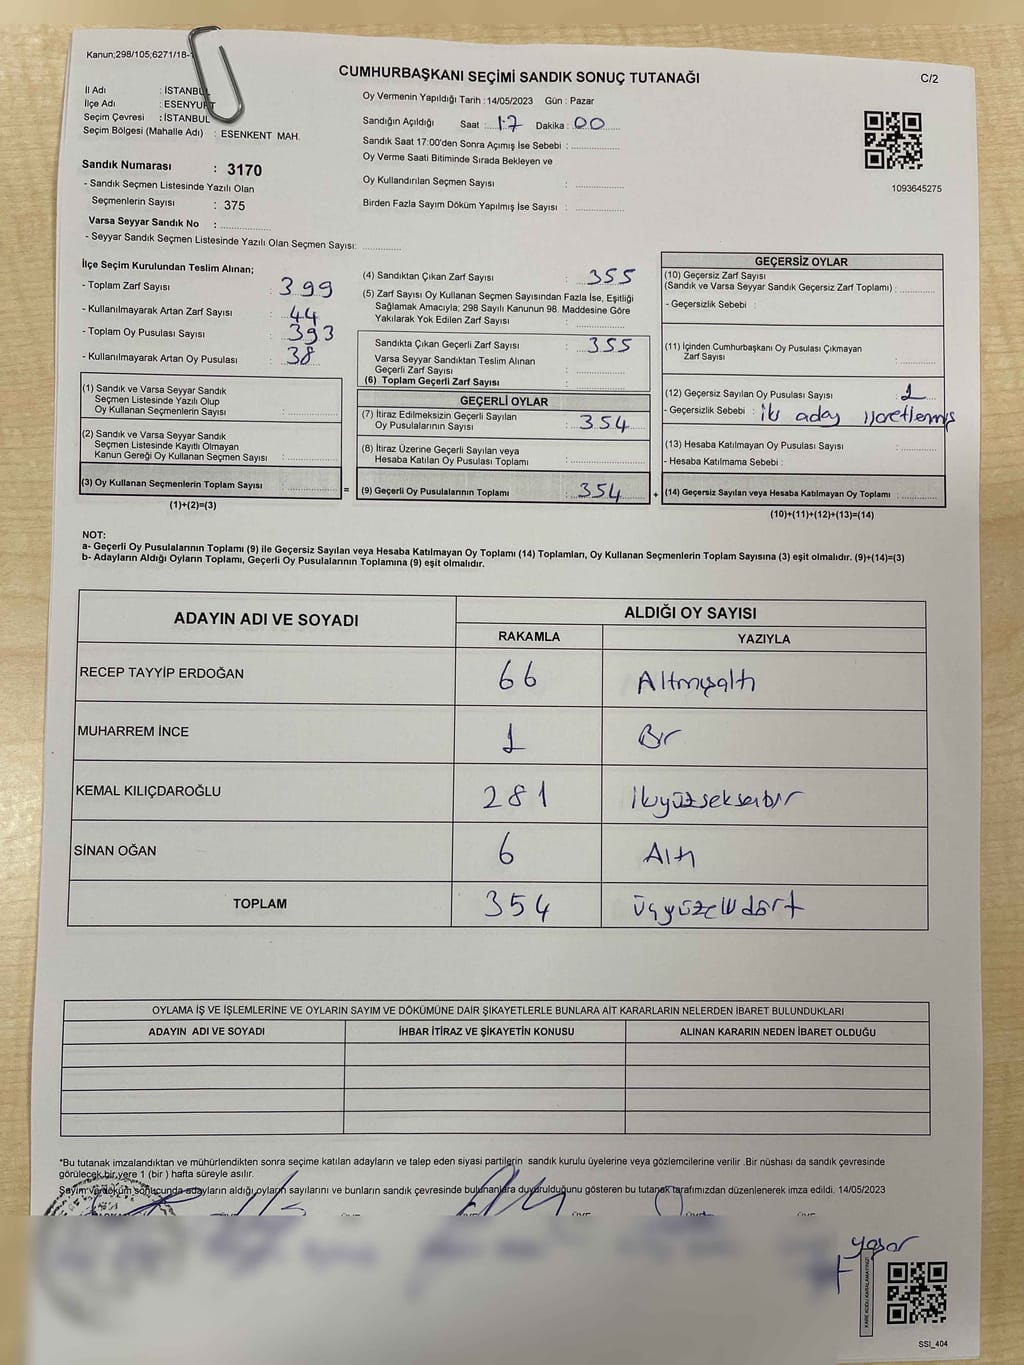 Kanun;298/105;6271/18-1
CUMHURBAŞKANI SEÇİMİ SANDIK SONUÇ TUTANAĞI
C/2
İl Adı : İSTANBUL
İlçe Adı : ESENYURT
Seçim Çevresi : İSTANBUL
Seçim Bölgesi (Mahalle Adı) : ESENKENT MAH.
Sandık Numarası : 3170
- Sandık Seçmen Listesinde Yazılı Olan
Seçmenlerin Sayısı : 375
Varsa Seyyar Sandık No :
- Seyyar Sandık Seçmen Listesinde Yazılı Olan Seçmen Sayısı:
Oy Vermenin Yapıldığı Tarih : 14/05/2023 Gün : Pazar
Sandığın Açıldığı Saat : 17 Dakika : 00
Sandık Saat 17:00'den Sonra Açımış İse Sebebi :
Oy Verme Saati Bitiminde Sırada Bekleyen ve
Oy Kullandırılan Seçmen Sayısı :
Birden Fazla Sayım Döküm Yapılmış İse Sayısı :
1093645275
İlçe Seçim Kurulundan Teslim Alınan;
- Toplam Zarf Sayısı : 399
- Kullanılmayarak Artan Zarf Sayısı : 44
- Toplam Oy Pusulası Sayısı : 393
- Kullanılmayarak Artan Oy Pusulası : 38
(1) Sandık ve Varsa Seyyar Sandık
Seçmen Listesinde Yazılı Olup
Oy Kullanan Seçmenlerin Sayısı :
(2) Sandık ve Varsa Seyyar Sandık
Seçmen Listesinde Kayıtlı Olmayan
Kanun Gereği Oy Kullanan Seçmen Sayısı :
(3) Oy Kullanan Seçmenlerin Toplam Sayısı :
(1)+(2)=(3)
(4) Sandıktan Çıkan Zarf Sayısı : 355
(5) Zarf Sayısı Oy Kullanan Seçmen Sayısından Fazla İse, Eşitliği
Sağlamak Amacıyla; 298 Sayılı Kanunun 98. Maddesine Göre
Yakılarak Yok Edilen Zarf Sayısı :
Sandıkta Çıkan Geçerli Zarf Sayısı : 355
Varsa Seyyar Sandıktan Teslim Alınan
Geçerli Zarf Sayısı :
(6) Toplam Geçerli Zarf Sayısı :
GEÇERLİ OYLAR
(7) İtiraz Edilmeksizin Geçerli Sayılan
Oy Pusulalarının Sayısı : 354
(8) İtiraz Üzerine Geçerli Sayılan veya
Hesaba Katılan Oy Pusulası Toplamı :
= (9) Geçerli Oy Pusulalarının Toplamı : 354 +
GEÇERSİZ OYLAR
(10) Geçersiz Zarf Sayısı
(Sandık ve Varsa Seyyar Sandık Geçersiz Zarf Toplamı) :
- Geçersizlik Sebebi :
(11) İçinden Cumhurbaşkanı Oy Pusulası Çıkmayan
Zarf Sayısı :
(12) Geçersiz Sayılan Oy Pusulası Sayısı : 1
- Geçersizlik Sebebi : iki aday işaretlemiş
(13) Hesaba Katılmayan Oy Pusulası Sayısı :
- Hesaba Katılmama Sebebi :
(14) Geçersiz Sayılan veya Hesaba Katılmayan Oy Toplamı :
(10)+(11)+(12)+(13)=(14)
NOT:
a- Geçerli Oy Pusulalarının Toplamı (9) ile Geçersiz Sayılan veya Hesaba Katılmayan Oy Toplamı (14) Toplamları, Oy Kullanan Seçmenlerin Toplam Sayısına (3) eşit olmalıdır. (9)+(14)=(3)
b- Adayların Aldığı Oyların Toplamı, Geçerli Oy Pusulalarının Toplamına (9) eşit olmalıdır.
ADAYIN ADI VE SOYADI ALDIĞI OY SAYISI
RAKAMLA YAZIYLA
RECEP TAYYİP ERDOĞAN 66 Altmışaltı
MUHARREM İNCE 1 Bir
KEMAL KILIÇDAROĞLU 281 ikiyüzseksenbir
SİNAN OĞAN 6 Altı
TOPLAM 354 üçyüzellidört
OYLAMA İŞ VE İŞLEMLERİNE VE OYLARIN SAYIM VE DÖKÜMÜNE DAİR ŞİKAYETLERLE BUNLARA AİT KARARLARIN NELERDEN İBARET BULUNDUKLARI
ADAYIN ADI VE SOYADI İHBAR İTİRAZ VE ŞİKAYETİN KONUSU ALINAN KARARIN NEDEN İBARET OLDUĞU
*Bu tutanak imzalandıktan ve mühürlendikten sonra seçime katılan adayların ve talep eden siyasi partilerin sandık kurulu üyelerine veya gözlemcilerine verilir .Bir nüshası da sandık çevresinde
görülecek bir yere 1 (bir ) hafta süreyle asılır.
Sayım ve döküm sonucunda adayların aldığı oyların sayılarını ve bunların sandık çevresinde bulunanlara duyurulduğunu gösteren bu tutanak tarafımızdan düzenlenerek imza edildi. 14/05/2023
Yaşar
KARE KODU KARALAMAYINIZ!
SSİ_404